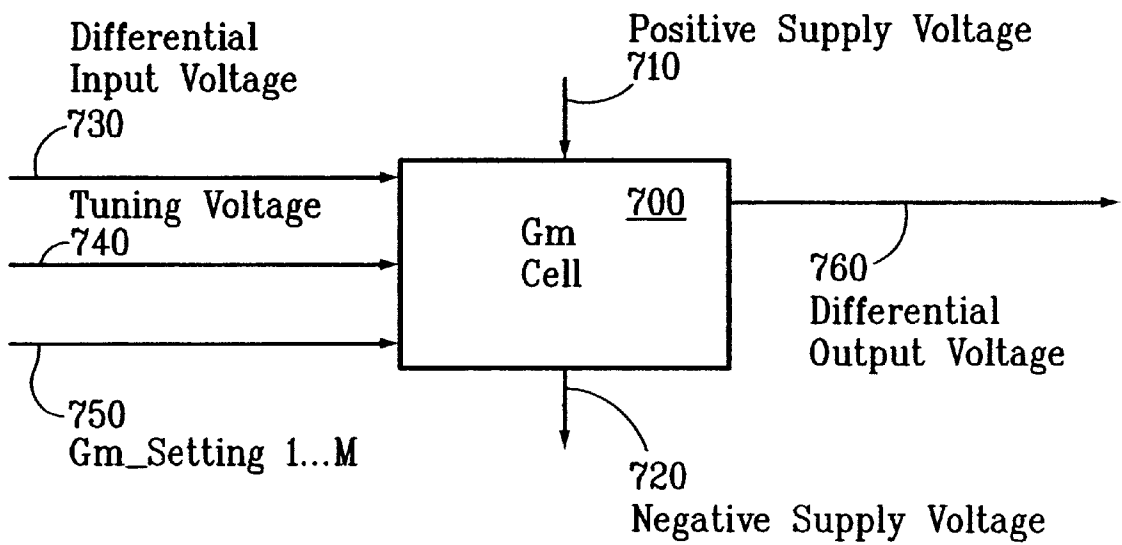 Differential
Input Voltage
730
Tuning Voltage
740
750
Gm_Setting 1...M
Positive Supply Voltage
710
700
Gm
Cell
720
Negative Supply Voltage
760
Differential
Output Voltage